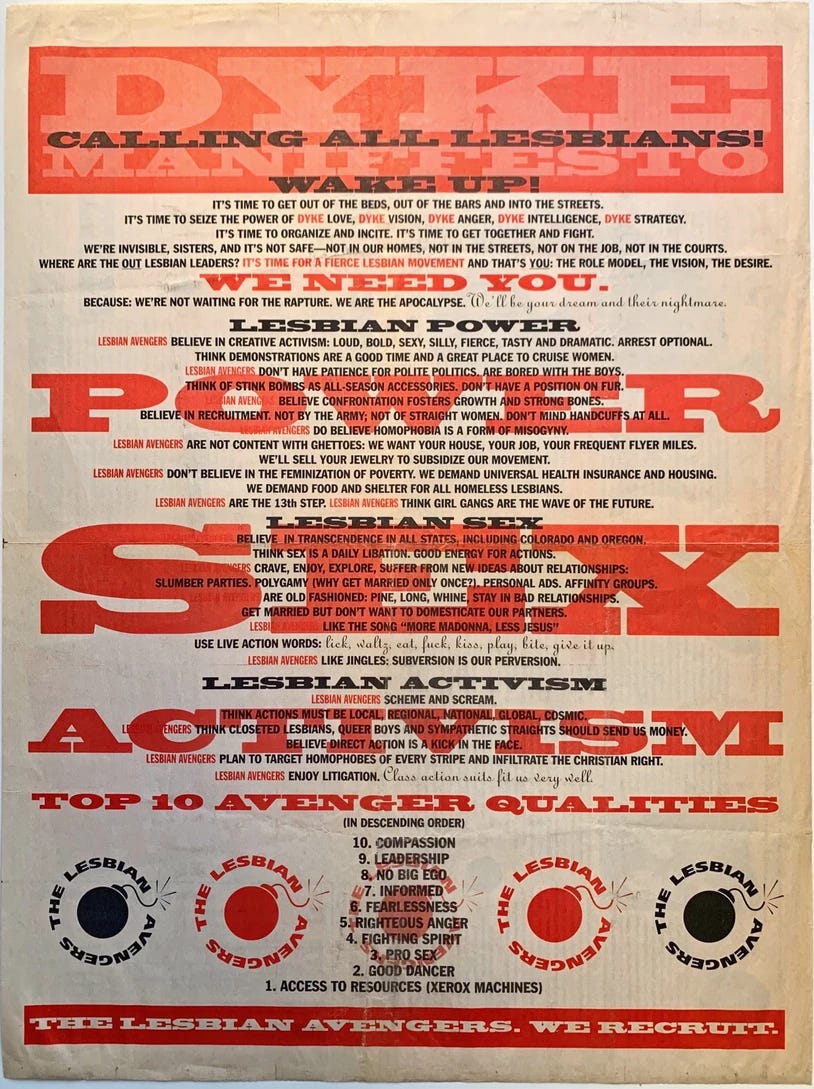 DYKE
CALLING ALL LESBIANS!
MANIFESTO
WAKE UP!
IT'S TIME TO GET OUT OF THE BEDS, OUT OF THE BARS AND INTO THE STREETS.
IT'S TIME TO SEIZE THE POWER OF DYKE LOVE, DYKE VISION, DYKE ANGER, DYKE INTELLIGENCE, DYKE STRATEGY.
IT'S TIME TO ORGANIZE AND INCITE. IT'S TIME TO GET TOGETHER AND FIGHT.
WE'RE INVISIBLE, SISTERS, AND IT'S NOT SAFE—NOT IN OUR HOMES, NOT IN THE STREETS, NOT ON THE JOB, NOT IN THE COURTS.
WHERE ARE THE OUT LESBIAN LEADERS? IT'S TIME FOR A FIERCE LESBIAN MOVEMENT AND THAT'S YOU: THE ROLE MODEL, THE VISION, THE DESIRE.
WE NEED YOU.
BECAUSE: WE'RE NOT WAITING FOR THE RAPTURE. WE ARE THE APOCALYPSE. We'll be your dream and their nightmare.
LESBIAN POWER
LESBIAN AVENGERS BELIEVE IN CREATIVE ACTIVISM: LOUD, BOLD, SEXY, SILLY, FIERCE, TASTY AND DRAMATIC. ARREST OPTIONAL.
THINK DEMONSTRATIONS ARE A GOOD TIME AND A GREAT PLACE TO CRUISE WOMEN.
LESBIAN AVENGERS DON'T HAVE PATIENCE FOR POLITE POLITICS. ARE BORED WITH THE BOYS.
THINK OF STINK BOMBS AS ALL-SEASON ACCESSORIES. DON'T HAVE A POSITION ON FUR.
POWER
LESBIAN AVENGERS BELIEVE CONFRONTATION FOSTERS GROWTH AND STRONG BONES.
BELIEVE IN RECRUITMENT. NOT BY THE ARMY; NOT OF STRAIGHT WOMEN. DON'T MIND HANDCUFFS AT ALL.
LESBIAN AVENGERS DO BELIEVE HOMOPHOBIA IS A FORM OF MISOGYNY.
LESBIAN AVENGERS ARE NOT CONTENT WITH GHETTOES: WE WANT YOUR HOUSE, YOUR JOB, YOUR FREQUENT FLYER MILES.
WE'LL SELL YOUR JEWELRY TO SUBSIDIZE OUR MOVEMENT.
LESBIAN AVENGERS DON'T BELIEVE IN THE FEMINIZATION OF POVERTY. WE DEMAND UNIVERSAL HEALTH INSURANCE AND HOUSING.
WE DEMAND FOOD AND SHELTER FOR ALL HOMELESS LESBIANS.
LESBIAN AVENGERS ARE THE 13th STEP. LESBIAN AVENGERS THINK GIRL GANGS ARE THE WAVE OF THE FUTURE.
LESBIAN SEX
BELIEVE IN TRANSCENDENCE IN ALL STATES, INCLUDING COLORADO AND OREGON.
THINK SEX IS A DAILY LIBATION. GOOD ENERGY FOR ACTIONS.
LESBIAN AVENGERS CRAVE, ENJOY, EXPLORE, SUFFER FROM NEW IDEAS ABOUT RELATIONSHIPS:
SEX
SLUMBER PARTIES. POLYGAMY (WHY GET MARRIED ONLY ONCE?). PERSONAL ADS. AFFINITY GROUPS.
LESBIAN AVENGERS ARE OLD FASHIONED: PINE, LONG, WHINE, STAY IN BAD RELATIONSHIPS.
GET MARRIED BUT DON'T WANT TO DOMESTICATE OUR PARTNERS.
LESBIAN AVENGERS LIKE THE SONG "MORE MADONNA, LESS JESUS"
USE LIVE ACTION WORDS: lick, waltz, eat, fuck, kiss, play, bite, give it up.
LESBIAN AVENGERS LIKE JINGLES: SUBVERSION IS OUR PERVERSION.
LESBIAN ACTIVISM
LESBIAN AVENGERS SCHEME AND SCREAM.
THINK ACTIONS MUST BE LOCAL, REGIONAL, NATIONAL, GLOBAL, COSMIC.
ACTIVISM
LESBIAN AVENGERS THINK CLOSETED LESBIANS, QUEER BOYS AND SYMPATHETIC STRAIGHTS SHOULD SEND US MONEY.
BELIEVE DIRECT ACTION IS A KICK IN THE FACE.
LESBIAN AVENGERS PLAN TO TARGET HOMOPHOBES OF EVERY STRIPE AND INFILTRATE THE CHRISTIAN RIGHT.
LESBIAN AVENGERS ENJOY LITIGATION. Class action suits fit us very well.
TOP 10 AVENGER QUALITIES
(IN DESCENDING ORDER)
10. COMPASSION
9. LEADERSHIP
8. NO BIG EGO
7. INFORMED
6. FEARLESSNESS
5. RIGHTEOUS ANGER
4. FIGHTING SPIRIT
3. PRO SEX
2. GOOD DANCER
1. ACCESS TO RESOURCES (XEROX MACHINES)
THE LESBIAN AVENGERS
THE LESBIAN AVENGERS
THE LESBIAN AVENGERS
THE LESBIAN AVENGERS
THE LESBIAN AVENGERS
THE LESBIAN AVENGERS. WE RECRUIT.